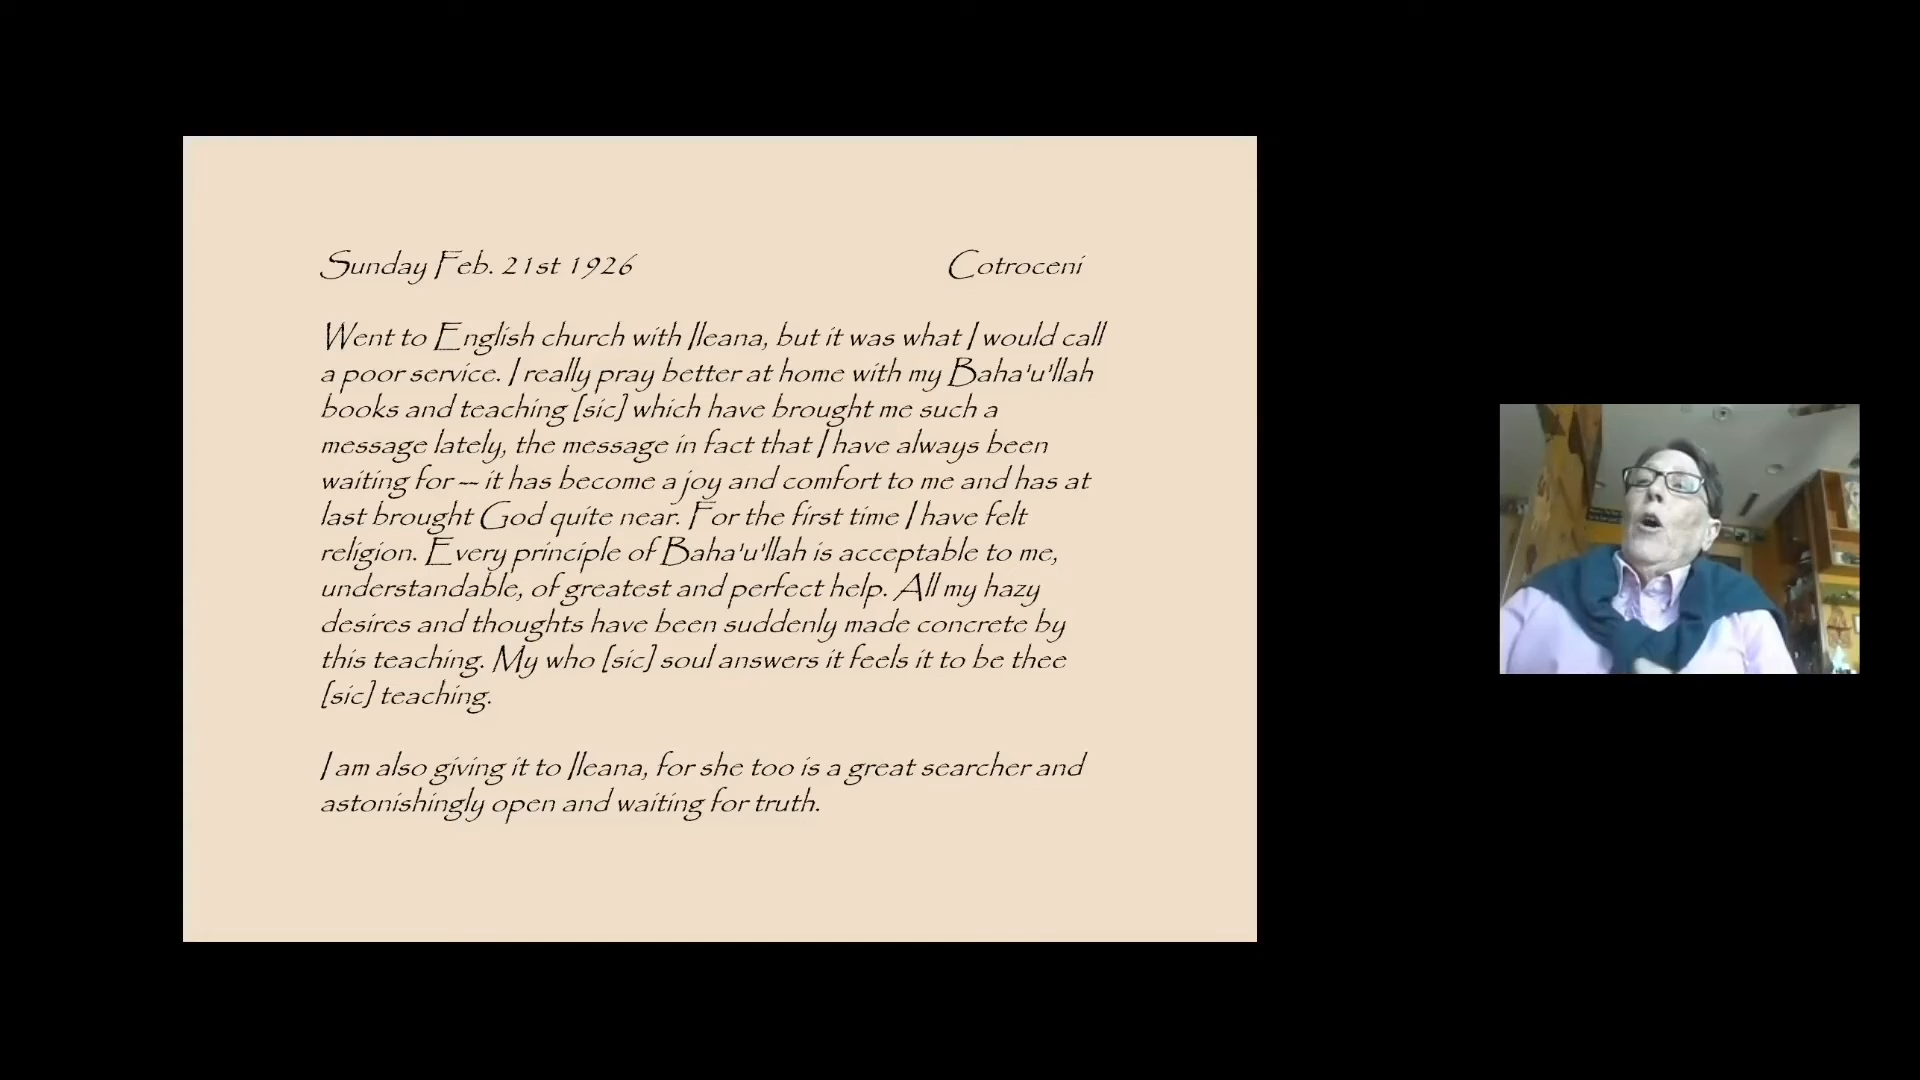 Sunday Feb. 21st 1926 Cotroceni
Went to English church with Ileana, but it was what I would call
a poor service. I really pray better at home with my Baha'u'llah
books and teaching [sic] which have brought me such a
message lately, the message in fact that I have always been
waiting for -- it has become a joy and comfort to me and has at
last brought God quite near. For the first time I have felt
religion. Every principle of Baha'u'llah is acceptable to me,
understandable, of greatest and perfect help. All my hazy
desires and thoughts have been suddenly made concrete by
this teaching. My who [sic] soul answers it feels it to be thee
[sic] teaching.
I am also giving it to Ileana, for she too is a great searcher and
astonishingly open and waiting for truth.